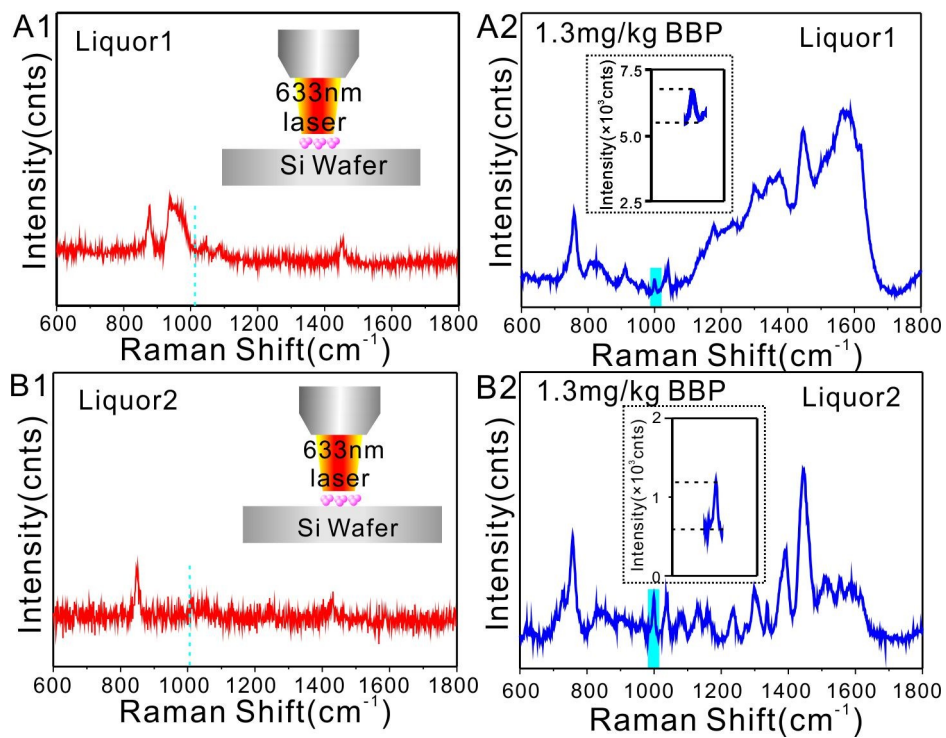 A1
Liquor1
633nm
laser
Si Wafer
Intensity(cnts)
600 800 1000 1200 1400 1600 1800
Raman Shift(cm⁻¹)
A2
1.3mg/kg BBP
Liquor1
Intensity(×10³cnts)
7.5
5.0
2.5
Intensity(cnts)
600 800 1000 1200 1400 1600 1800
Raman Shift(cm⁻¹)
B1
Liquor2
633nm
laser
Si Wafer
Intensity(cnts)
600 800 1000 1200 1400 1600 1800
Raman Shift(cm⁻¹)
B2
1.3mg/kg BBP
Liquor2
Intensity(×10³cnts)
2
1
0
Intensity(cnts)
600 800 1000 1200 1400 1600 1800
Raman Shift(cm⁻¹)